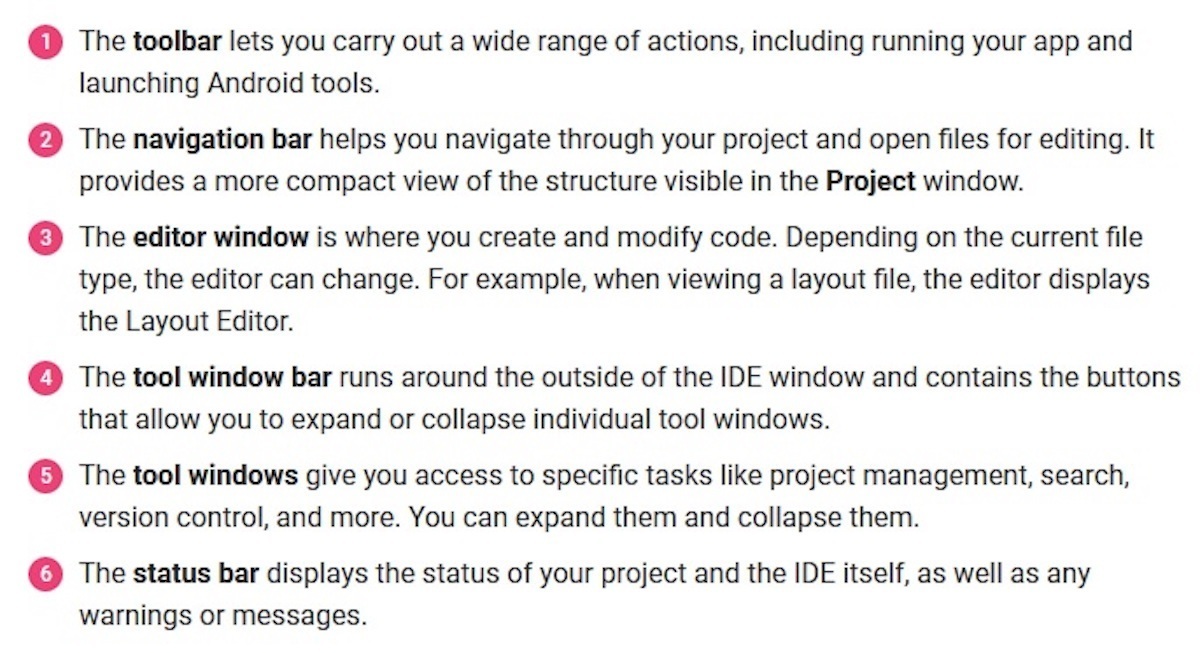 1 The toolbar lets you carry out a wide range of actions, including running your app and
launching Android tools.
2 The navigation bar helps you navigate through your project and open files for editing. It
provides a more compact view of the structure visible in the Project window.
3 The editor window is where you create and modify code. Depending on the current file
type, the editor can change. For example, when viewing a layout file, the editor displays
the Layout Editor.
4 The tool window bar runs around the outside of the IDE window and contains the buttons
that allow you to expand or collapse individual tool windows.
5 The tool windows give you access to specific tasks like project management, search,
version control, and more. You can expand them and collapse them.
6 The status bar displays the status of your project and the IDE itself, as well as any
warnings or messages.